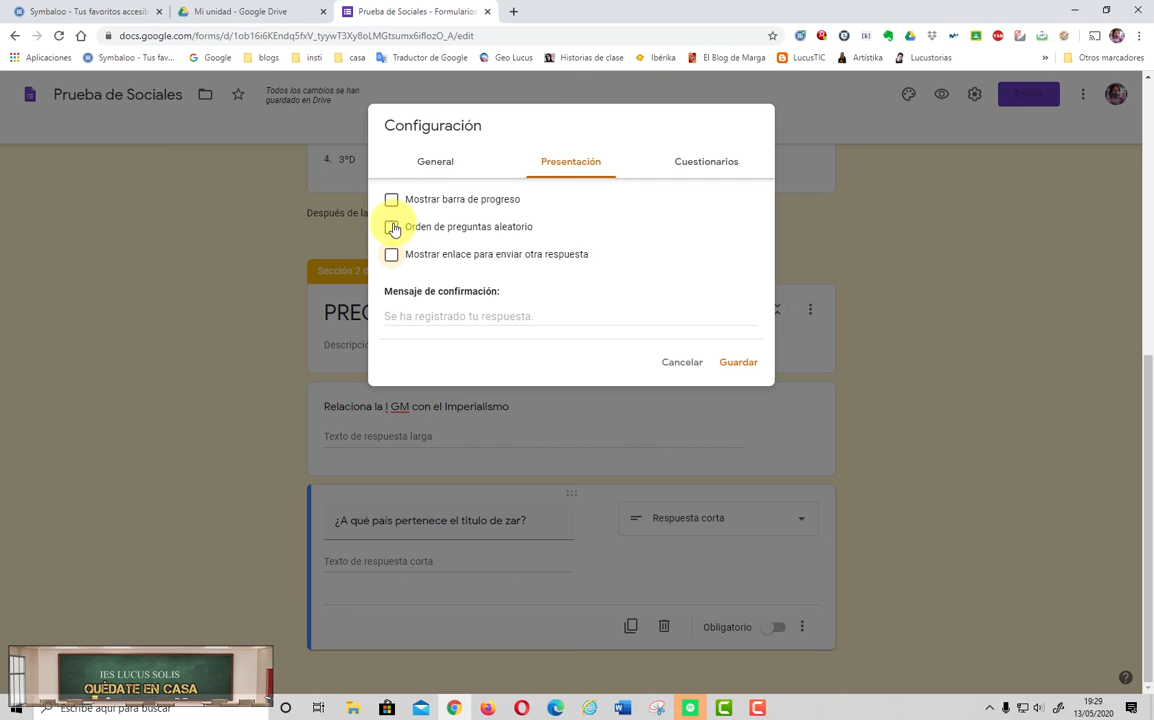 Symbaloo - Tus favoritos accesib
Mi unidad - Google Drive
Prueba de Sociales - Formularios
docs.google.com/forms/d/1ob16i6KEndq5fxV_tyywT3Xy8oLMGtsumx6iflozO_A/edit
Aplicaciones
Symbaloo - Tus fav...
Google
blogs
insti
casa
Traductor de Google
Geo Lucus
Historias de clase
Ibérika
El Blog de Marga
LucusTIC
Artístika
Lucustorias
»
Otros marcadores
Prueba de Sociales
Todos los cambios se han
guardado en Drive
Enviar
Configuración
General
Presentación
Cuestionarios
4. 3ºD
Mostrar barra de progreso
Después de la
Orden de preguntas aleatorio
Mostrar enlace para enviar otra respuesta
Sección 2 d
Mensaje de confirmación:
PREG
Se ha registrado tu respuesta.
Descripció
Cancelar
Guardar
Relaciona la I GM con el Imperialismo
Texto de respuesta larga
¿A qué país pertenece el título de zar?
Respuesta corta
Texto de respuesta corta
Obligatorio
IES LUCUS SOLIS
QUÉDATE EN CASA
Escribe aquí para buscar
19:29
13/05/2020